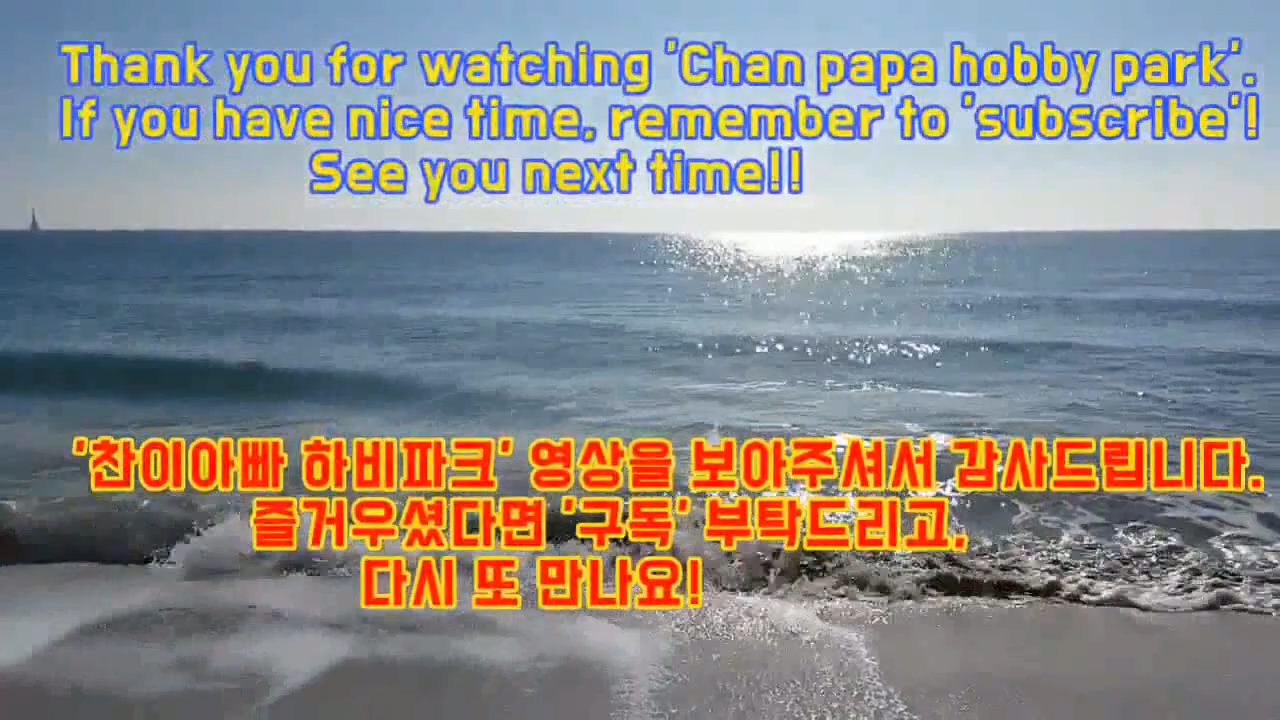 Thank you for watching 'Chan papa hobby park'.
If you have nice time, remember to 'subscribe'!
See you next time!!
'찬이아빠 하비파크' 영상을 보아주셔서 감사드립니다.
즐거우셨다면 '구독' 부탁드리고,
다시 또 만나요!